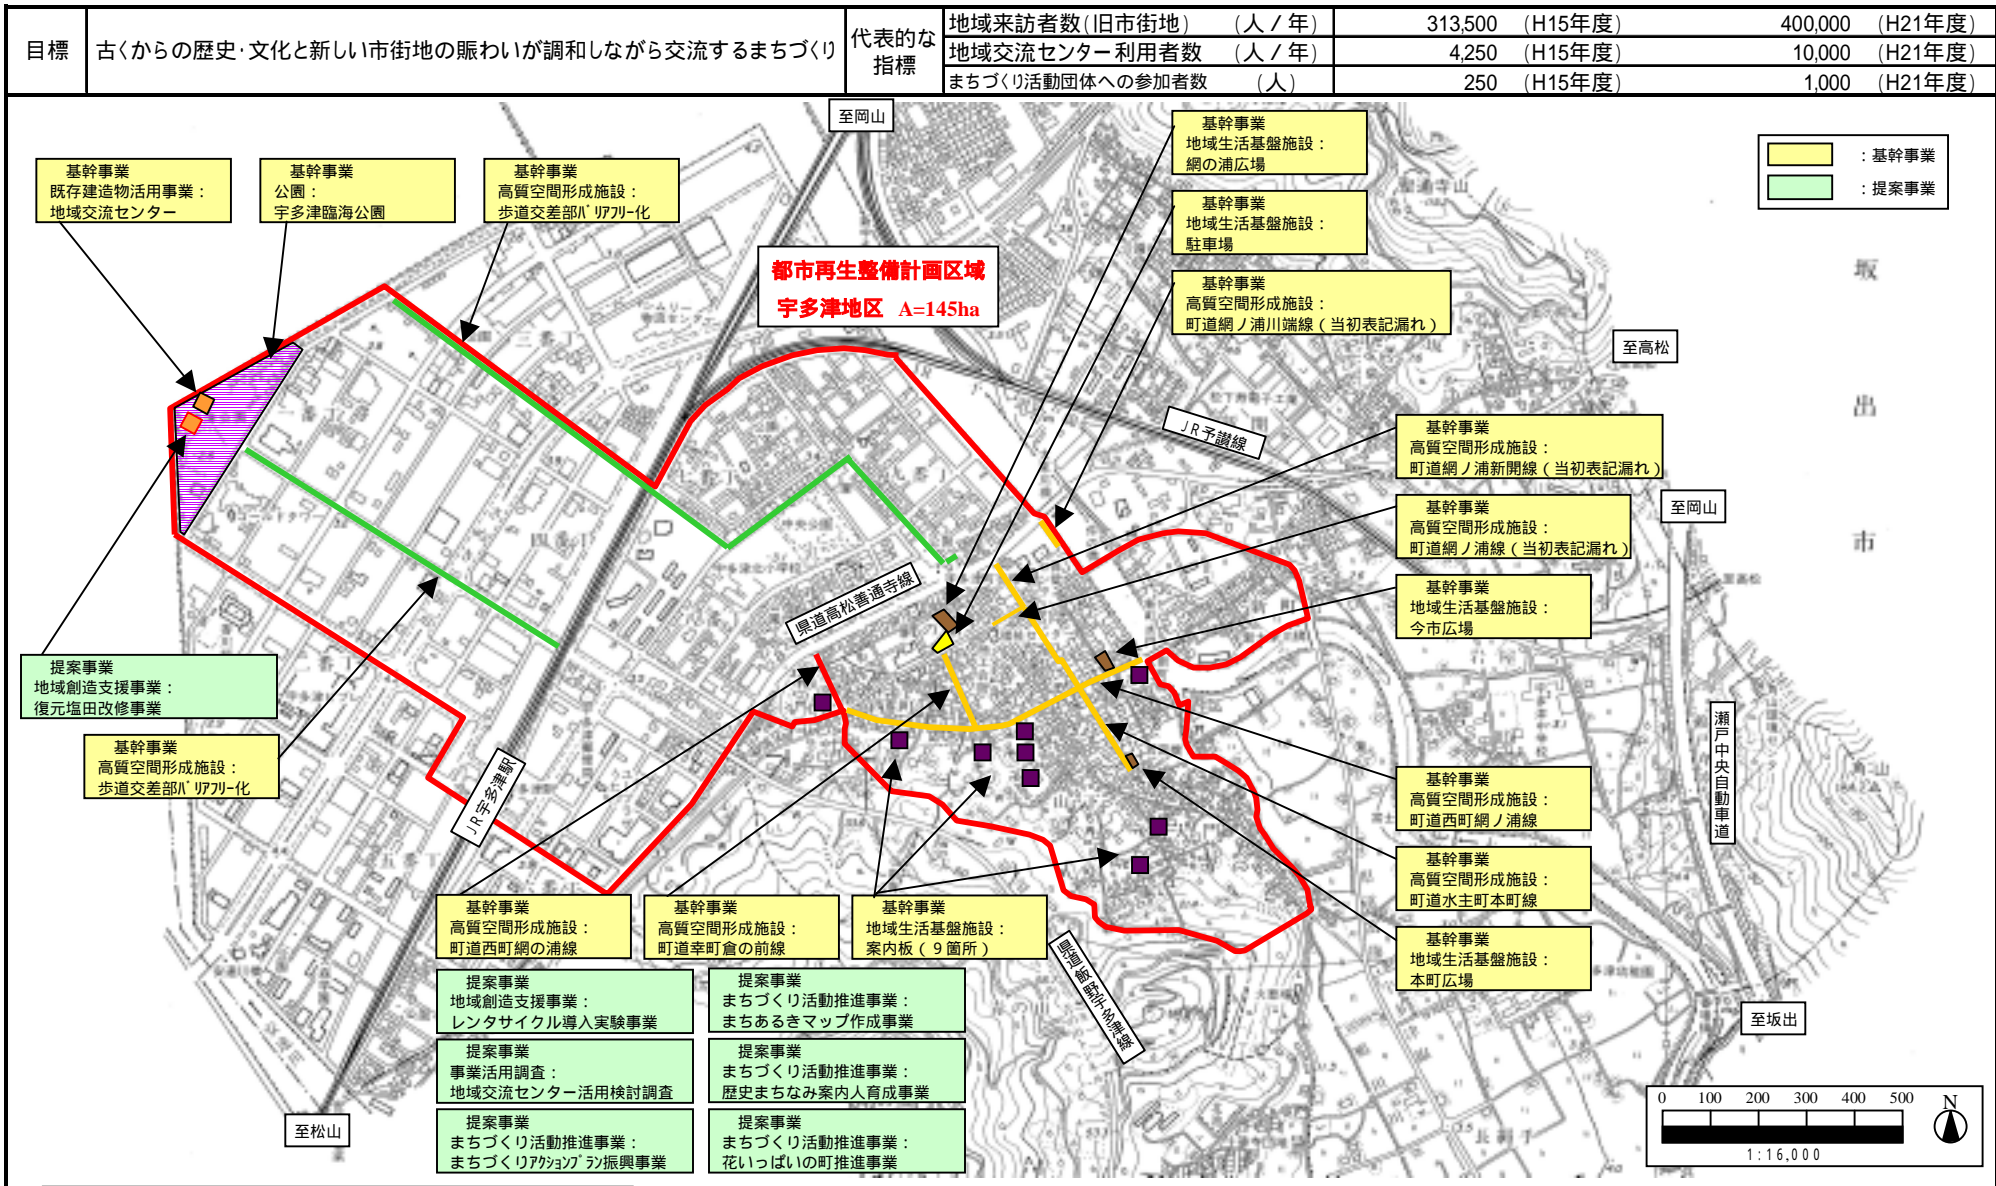 目標
古くからの歴史・文化と新しい市街地の賑わいが調和しながら交流するまちづくり
代表的な
指標
地域来訪者数(旧市街地) (人/年) 313,500 (H15年度) 400,000 (H21年度)
地域交流センター利用者数 (人/年) 4,250 (H15年度) 10,000 (H21年度)
まちづくり活動団体への参加者数 (人) 250 (H15年度) 1,000 (H21年度)
至岡山
基幹事業
既存建造物活用事業：
地域交流センター
基幹事業
公園：
宇多津臨海公園
基幹事業
高質空間形成施設：
歩道交差部バリアフリー化
基幹事業
地域生活基盤施設：
網の浦広場
：基幹事業
：提案事業
基幹事業
地域生活基盤施設：
駐車場
都市再生整備計画区域
宇多津地区 A=145ha
基幹事業
高質空間形成施設：
町道網ノ浦川端線（当初表記漏れ）
聖通寺山
坂出市
至高松
JR予讃線
基幹事業
高質空間形成施設：
町道網ノ浦新開線（当初表記漏れ）
至岡山
基幹事業
高質空間形成施設：
町道網ノ浦線（当初表記漏れ）
県道高松善通寺線
基幹事業
地域生活基盤施設：
今市広場
提案事業
地域創造支援事業：
復元塩田改修事業
基幹事業
高質空間形成施設：
歩道交差部バリアフリー化
JR宇多津駅
瀬戸中央自動車道
基幹事業
高質空間形成施設：
町道西町網ノ浦線
基幹事業
高質空間形成施設：
町道水主町本町線
基幹事業
地域生活基盤施設：
本町広場
基幹事業
高質空間形成施設：
町道西町網の浦線
基幹事業
高質空間形成施設：
町道幸町倉の前線
基幹事業
地域生活基盤施設：
案内板（９箇所）
県道飯野宇多津線
提案事業
地域創造支援事業：
レンタサイクル導入実験事業
提案事業
まちづくり活動推進事業：
まちあるきマップ作成事業
提案事業
事業活用調査：
地域交流センター活用検討調査
提案事業
まちづくり活動推進事業：
歴史まちなみ案内人育成事業
提案事業
まちづくり活動推進事業：
まちづくりアクションプラン振興事業
提案事業
まちづくり活動推進事業：
花いっぱいの町推進事業
至松山
至坂出
0 100 200 300 400 500
N
1:16,000